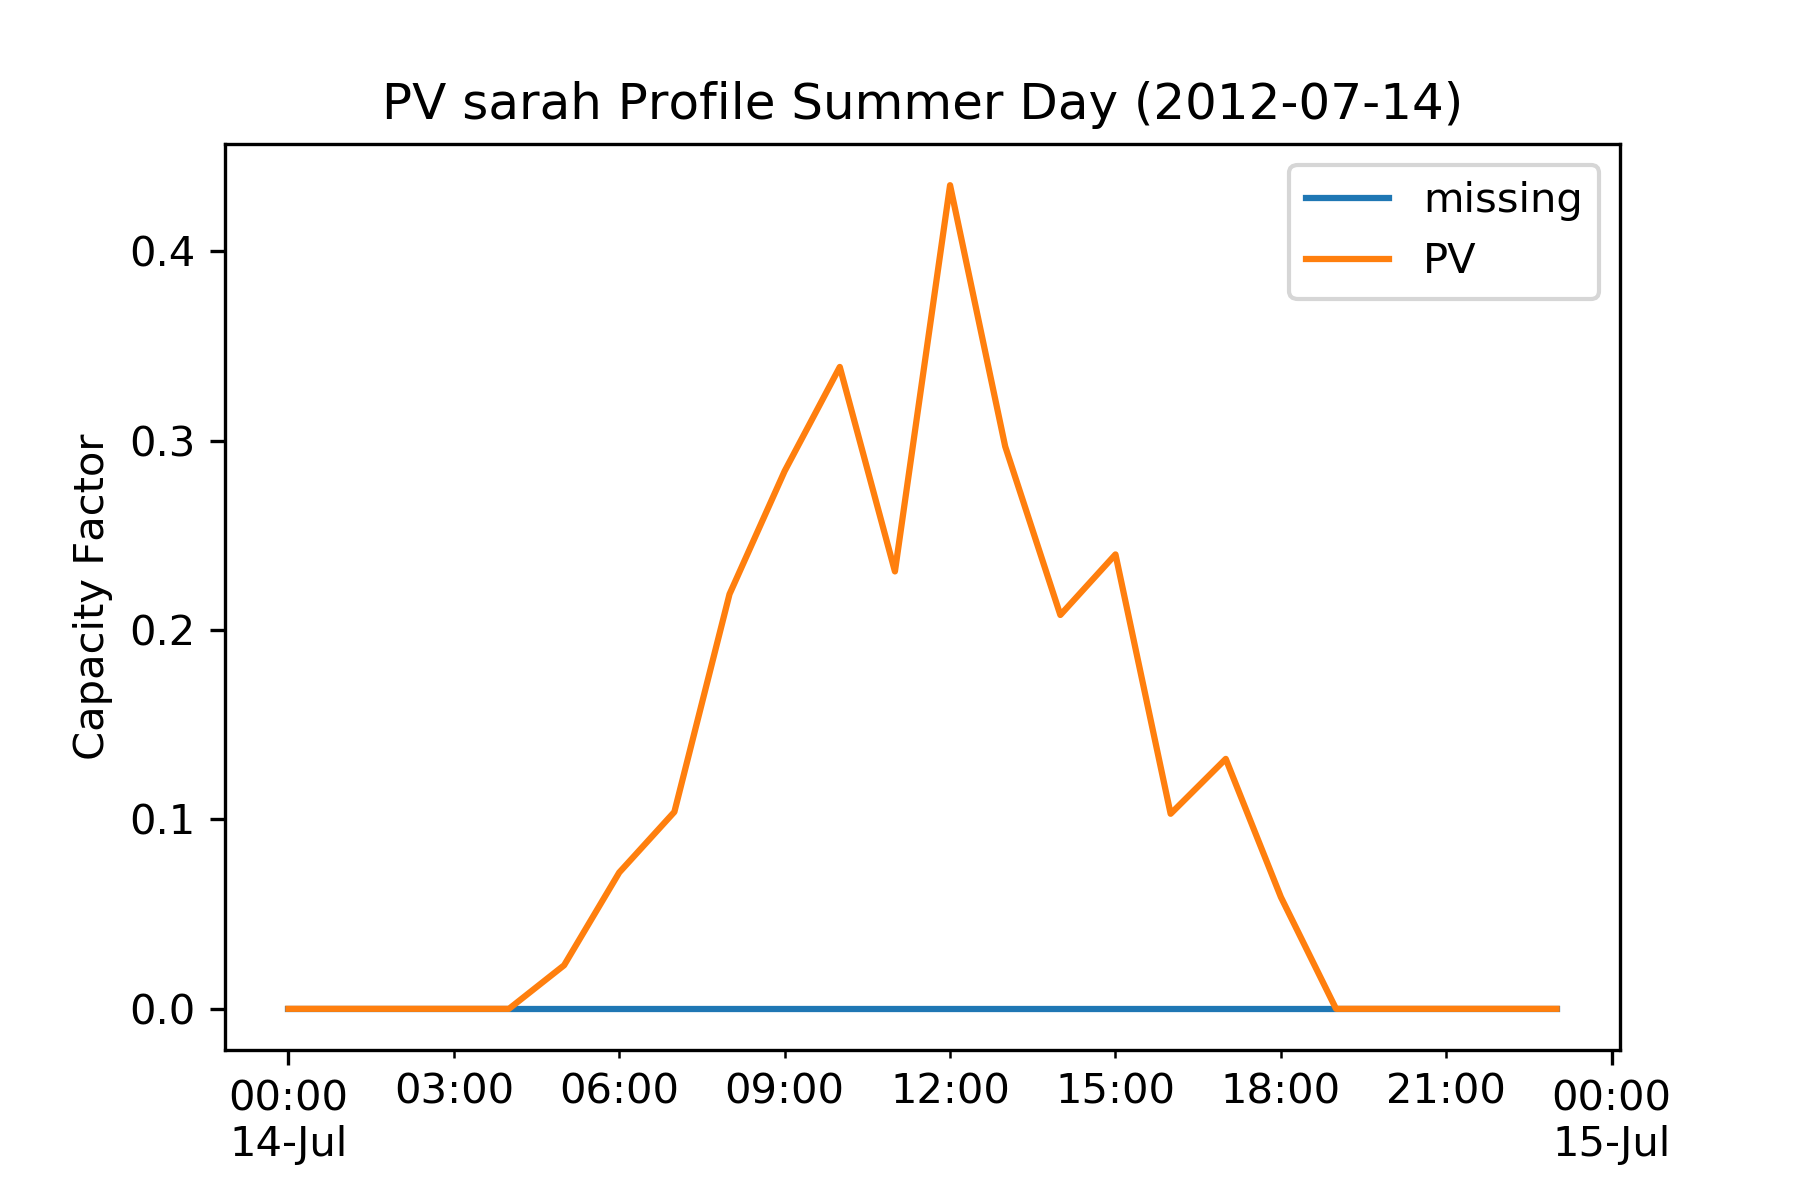 PV sarah Profile Summer Day (2012-07-14)
missing
PV
Capacity Factor
0.4
0.3
0.2
0.1
0.0
00:00 03:00 06:00 09:00 12:00 15:00 18:00 21:00 00:00
14-Jul 15-Jul